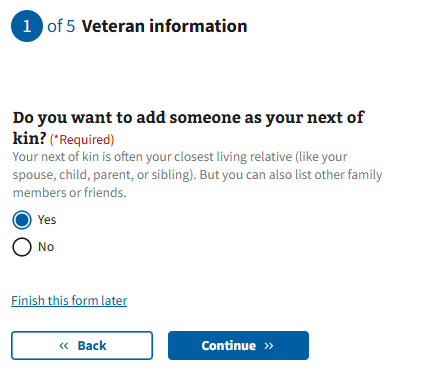 1 of 5 Veteran information
Do you want to add someone as your next of
kin? (*Required)
Your next of kin is often your closest living relative (like your
spouse, child, parent, or sibling). But you can also list other family
members or friends.
Yes
No
Finish this form later
« Back
Continue »